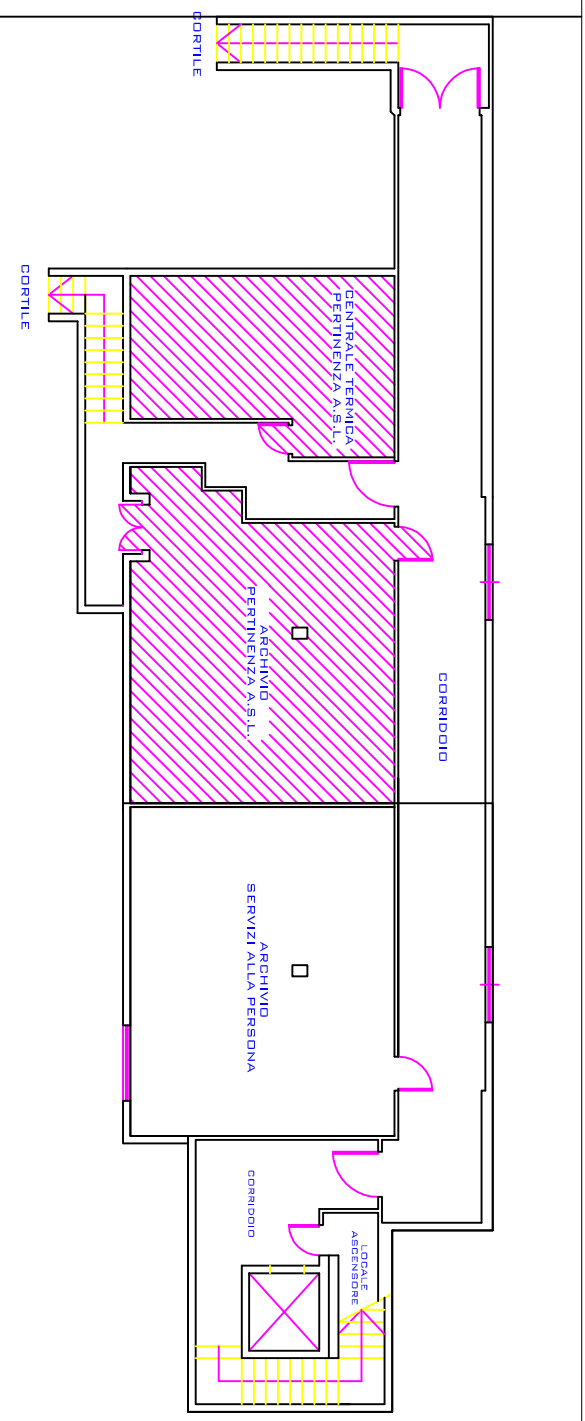 CORTILE
CORTILE
CENTRALE TERMICA
PERTINENZA A.S.L.
ARCHIVIO
PERTINENZA A.S.L.
CORRIDOIO
ARCHIVIO
SERVIZI ALLA PERSONA
CORRIDOIO
LOCALE
ASCENSORE